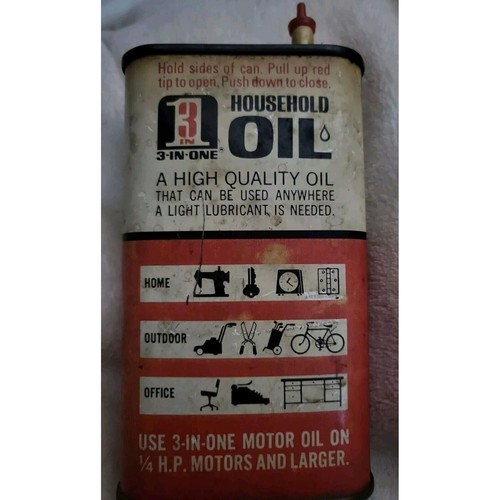 Hold sides of can. Pull up red
tip to open. Push down to close.
3
IN
1
3-IN-ONE®
HOUSEHOLD
OIL
A HIGH QUALITY OIL
THAT CAN BE USED ANYWHERE
A LIGHT LUBRICANT IS NEEDED.
HOME
OUTDOOR
OFFICE
USE 3-IN-ONE MOTOR OIL ON
1/4 H.P. MOTORS AND LARGER.